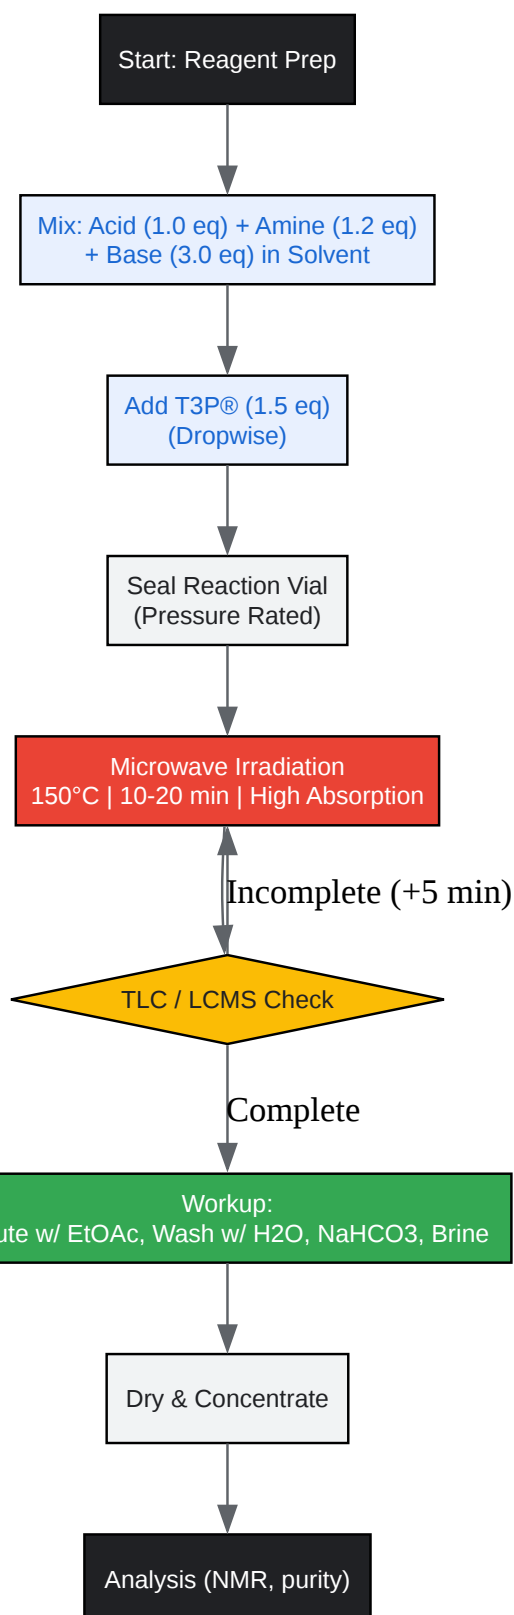 Start: Reagent Prep
Mix: Acid (1.0 eq) + Amine (1.2 eq)
+ Base (3.0 eq) in Solvent
Add T3P® (1.5 eq)
(Dropwise)
Seal Reaction Vial
(Pressure Rated)
Microwave Irradiation
150°C | 10-20 min | High Absorption
Incomplete (+5 min)
TLC / LCMS Check
Complete
Workup:
w/ EtOAc, Wash w/ H2O, NaHCO3, Brine
Dry & Concentrate
Analysis (NMR, purity)